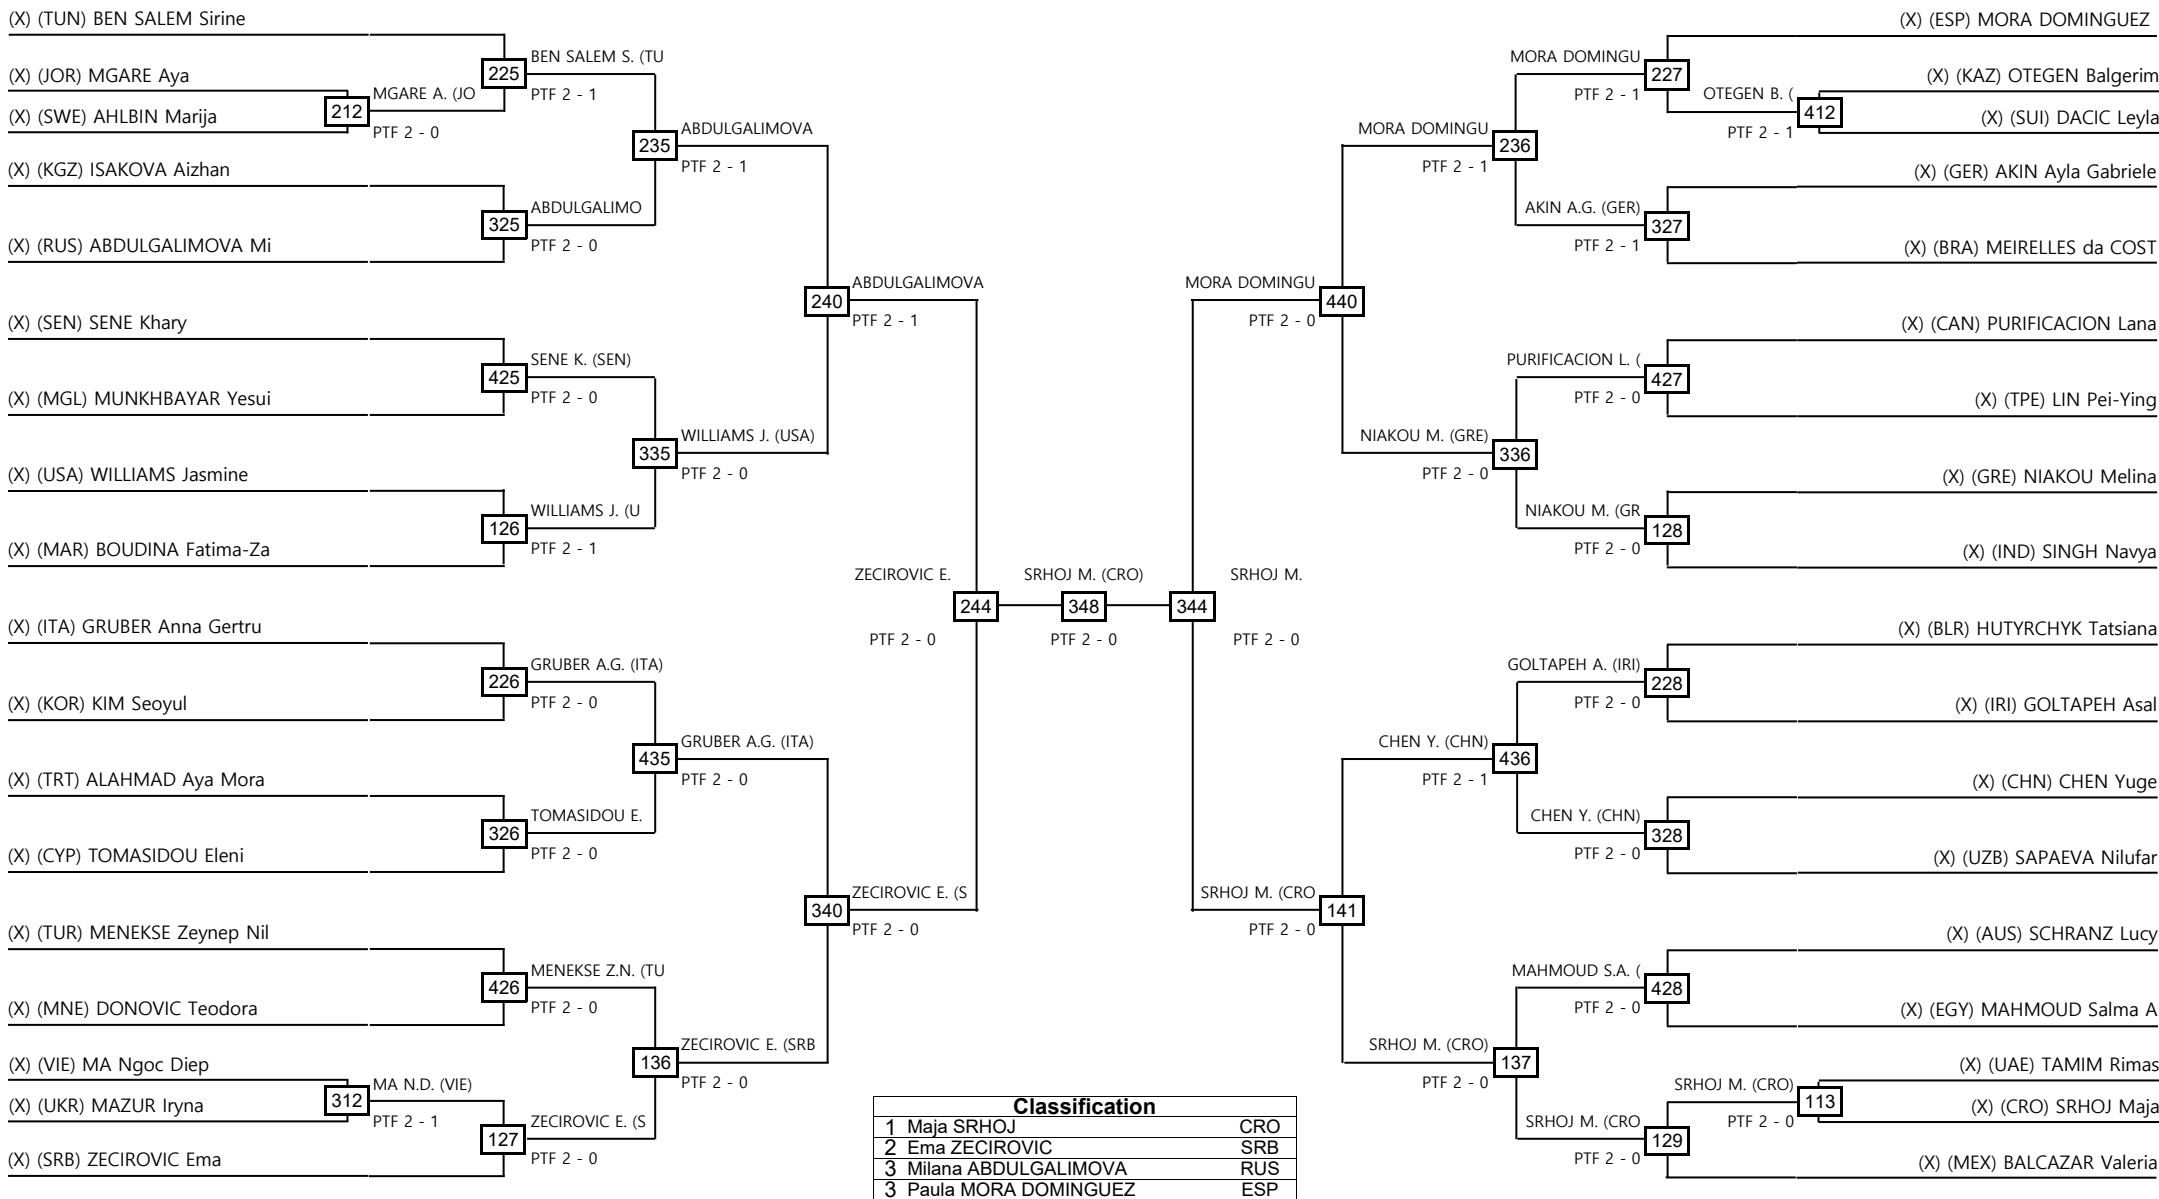 (X) (TUN) BEN SALEM Sirine
(X) (JOR) MGARE Aya
(X) (SWE) AHLBIN Marija
(X) (KGZ) ISAKOVA Aizhan
(X) (RUS) ABDULGALIMOVA Mi
(X) (SEN) SENE Khary
(X) (MGL) MUNKHBAYAR Yesui
(X) (USA) WILLIAMS Jasmine
(X) (MAR) BOUDINA Fatima-Za
(X) (ITA) GRUBER Anna Gertru
(X) (KOR) KIM Seoyul
(X) (TRT) ALAHMAD Aya Mora
(X) (CYP) TOMASIDOU Eleni
(X) (TUR) MENEKSE Zeynep Nil
(X) (MNE) DONOVIC Teodora
(X) (VIE) MA Ngoc Diep
(X) (UKR) MAZUR Iryna
(X) (SRB) ZECIROVIC Ema
212
MGARE A. (JO
PTF 2 - 0
312
MA N.D. (VIE)
PTF 2 - 1
225
BEN SALEM S. (TU
PTF 2 - 1
325
ABDULGALIMO
PTF 2 - 0
425
SENE K. (SEN)
PTF 2 - 0
126
WILLIAMS J. (U
PTF 2 - 1
226
GRUBER A.G. (ITA)
PTF 2 - 0
326
TOMASIDOU E.
PTF 2 - 0
426
MENEKSE Z.N. (TU
PTF 2 - 0
127
ZECIROVIC E. (S
PTF 2 - 0
235
ABDULGALIMOVA
PTF 2 - 1
335
WILLIAMS J. (USA)
PTF 2 - 0
435
GRUBER A.G. (ITA)
PTF 2 - 0
136
ZECIROVIC E. (SRB
PTF 2 - 0
240
ABDULGALIMOVA
PTF 2 - 1
340
ZECIROVIC E. (S
PTF 2 - 0
ZECIROVIC E.
244
PTF 2 - 0
SRHOJ M. (CRO)
348
PTF 2 - 0
SRHOJ M.
344
PTF 2 - 0
MORA DOMINGU
440
PTF 2 - 0
SRHOJ M. (CRO
141
PTF 2 - 0
MORA DOMINGU
236
PTF 2 - 1
NIAKOU M. (GRE)
336
PTF 2 - 0
CHEN Y. (CHN)
436
PTF 2 - 1
SRHOJ M. (CRO)
137
PTF 2 - 0
MORA DOMINGU
227
PTF 2 - 1
AKIN A.G. (GER)
327
PTF 2 - 1
PURIFICACION L. (
427
PTF 2 - 0
NIAKOU M. (GR
128
PTF 2 - 0
GOLTAPEH A. (IRI)
228
PTF 2 - 0
CHEN Y. (CHN)
328
PTF 2 - 0
MAHMOUD S.A. (
428
PTF 2 - 0
SRHOJ M. (CRO
129
PTF 2 - 0
OTEGEN B. (
412
PTF 2 - 1
SRHOJ M. (CRO)
113
PTF 2 - 0
(X) (ESP) MORA DOMINGUEZ
(X) (KAZ) OTEGEN Balgerim
(X) (SUI) DACIC Leyla
(X) (GER) AKIN Ayla Gabriele
(X) (BRA) MEIRELLES da COST
(X) (CAN) PURIFICACION Lana
(X) (TPE) LIN Pei-Ying
(X) (GRE) NIAKOU Melina
(X) (IND) SINGH Navya
(X) (BLR) HUTYRCHYK Tatsiana
(X) (IRI) GOLTAPEH Asal
(X) (CHN) CHEN Yuge
(X) (UZB) SAPAEVA Nilufar
(X) (AUS) SCHRANZ Lucy
(X) (EGY) MAHMOUD Salma A
(X) (UAE) TAMIM Rimas
(X) (CRO) SRHOJ Maja
(X) (MEX) BALCAZAR Valeria
Classification
1 Maja SRHOJ CRO
2 Ema ZECIROVIC SRB
3 Milana ABDULGALIMOVA RUS
3 Paula MORA DOMINGUEZ ESP